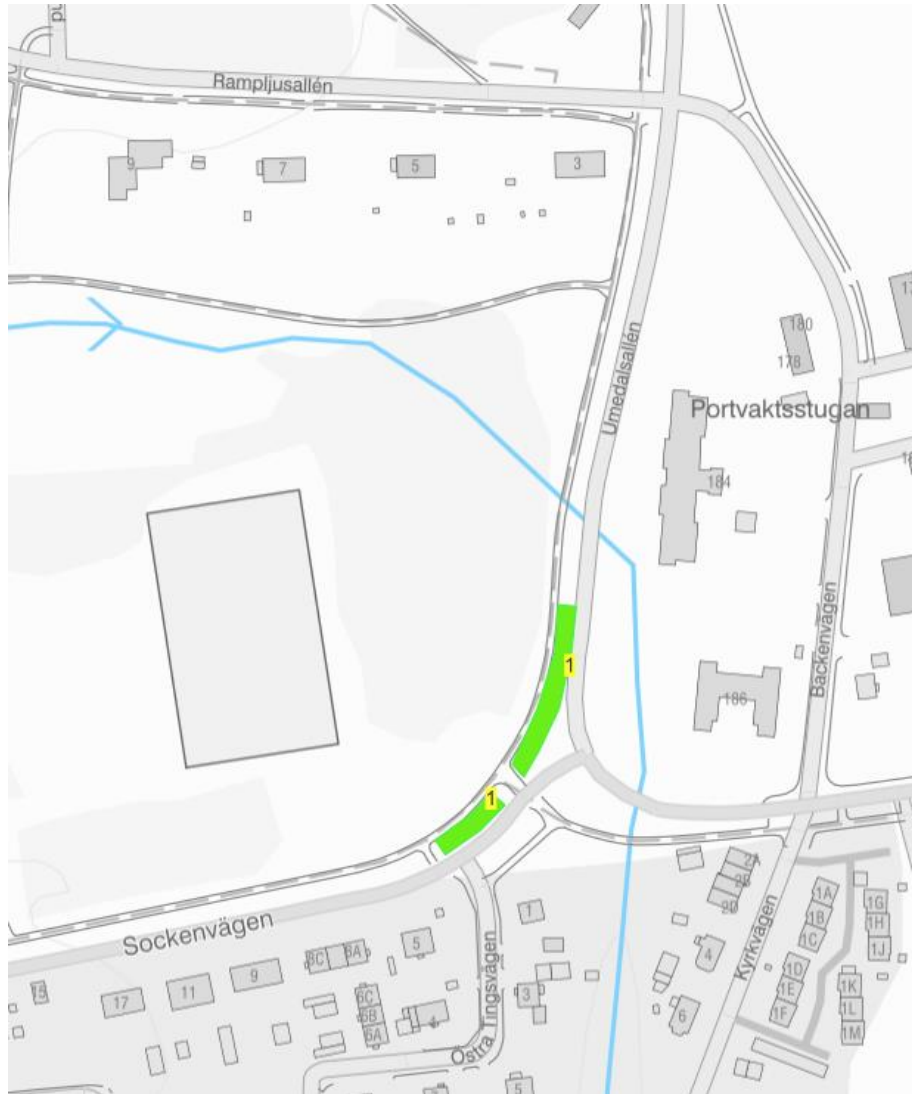 Rampljusallén
9
7
5
3
Umedalsallén
180
178
Portvaktsstugan
184
1
186
Backenvägen
1
Sockenvägen
Östra Tingsvägen
Kyrkvägen
2A
2B
2D
1A
1B
1C
1D
1E
1F
1G
1H
1J
1K
1L
1M
1
3
4
6
5
8A
8C
9
11
17
15
6C
6B
6A
4
5